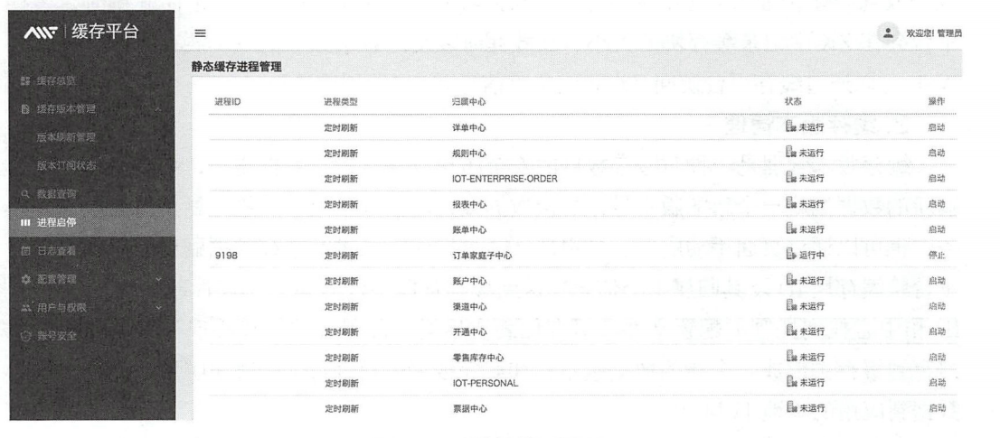 AMF 缓存平台
欢迎您! 管理员
静态缓存进程管理
缓存总览
缓存版本管理
版本刷新管理
版本订阅状态
数据查询
进程启停
日志查看
配置管理
用户与权限
账号安全
进程ID 进程类型 归属中心 状态 操作
定时刷新 详单中心 未运行 启动
定时刷新 规则中心 未运行 启动
定时刷新 IOT-ENTERPRISE-ORDER 未运行 启动
定时刷新 报表中心 未运行 启动
定时刷新 账单中心 未运行 启动
9198 定时刷新 订单家庭子中心 运行中 停止
定时刷新 账户中心 未运行 启动
定时刷新 渠道中心 未运行 启动
定时刷新 开通中心 未运行 启动
定时刷新 零售库存中心 未运行 启动
定时刷新 IOT-PERSONAL 未运行 启动
定时刷新 票据中心 未运行 启动